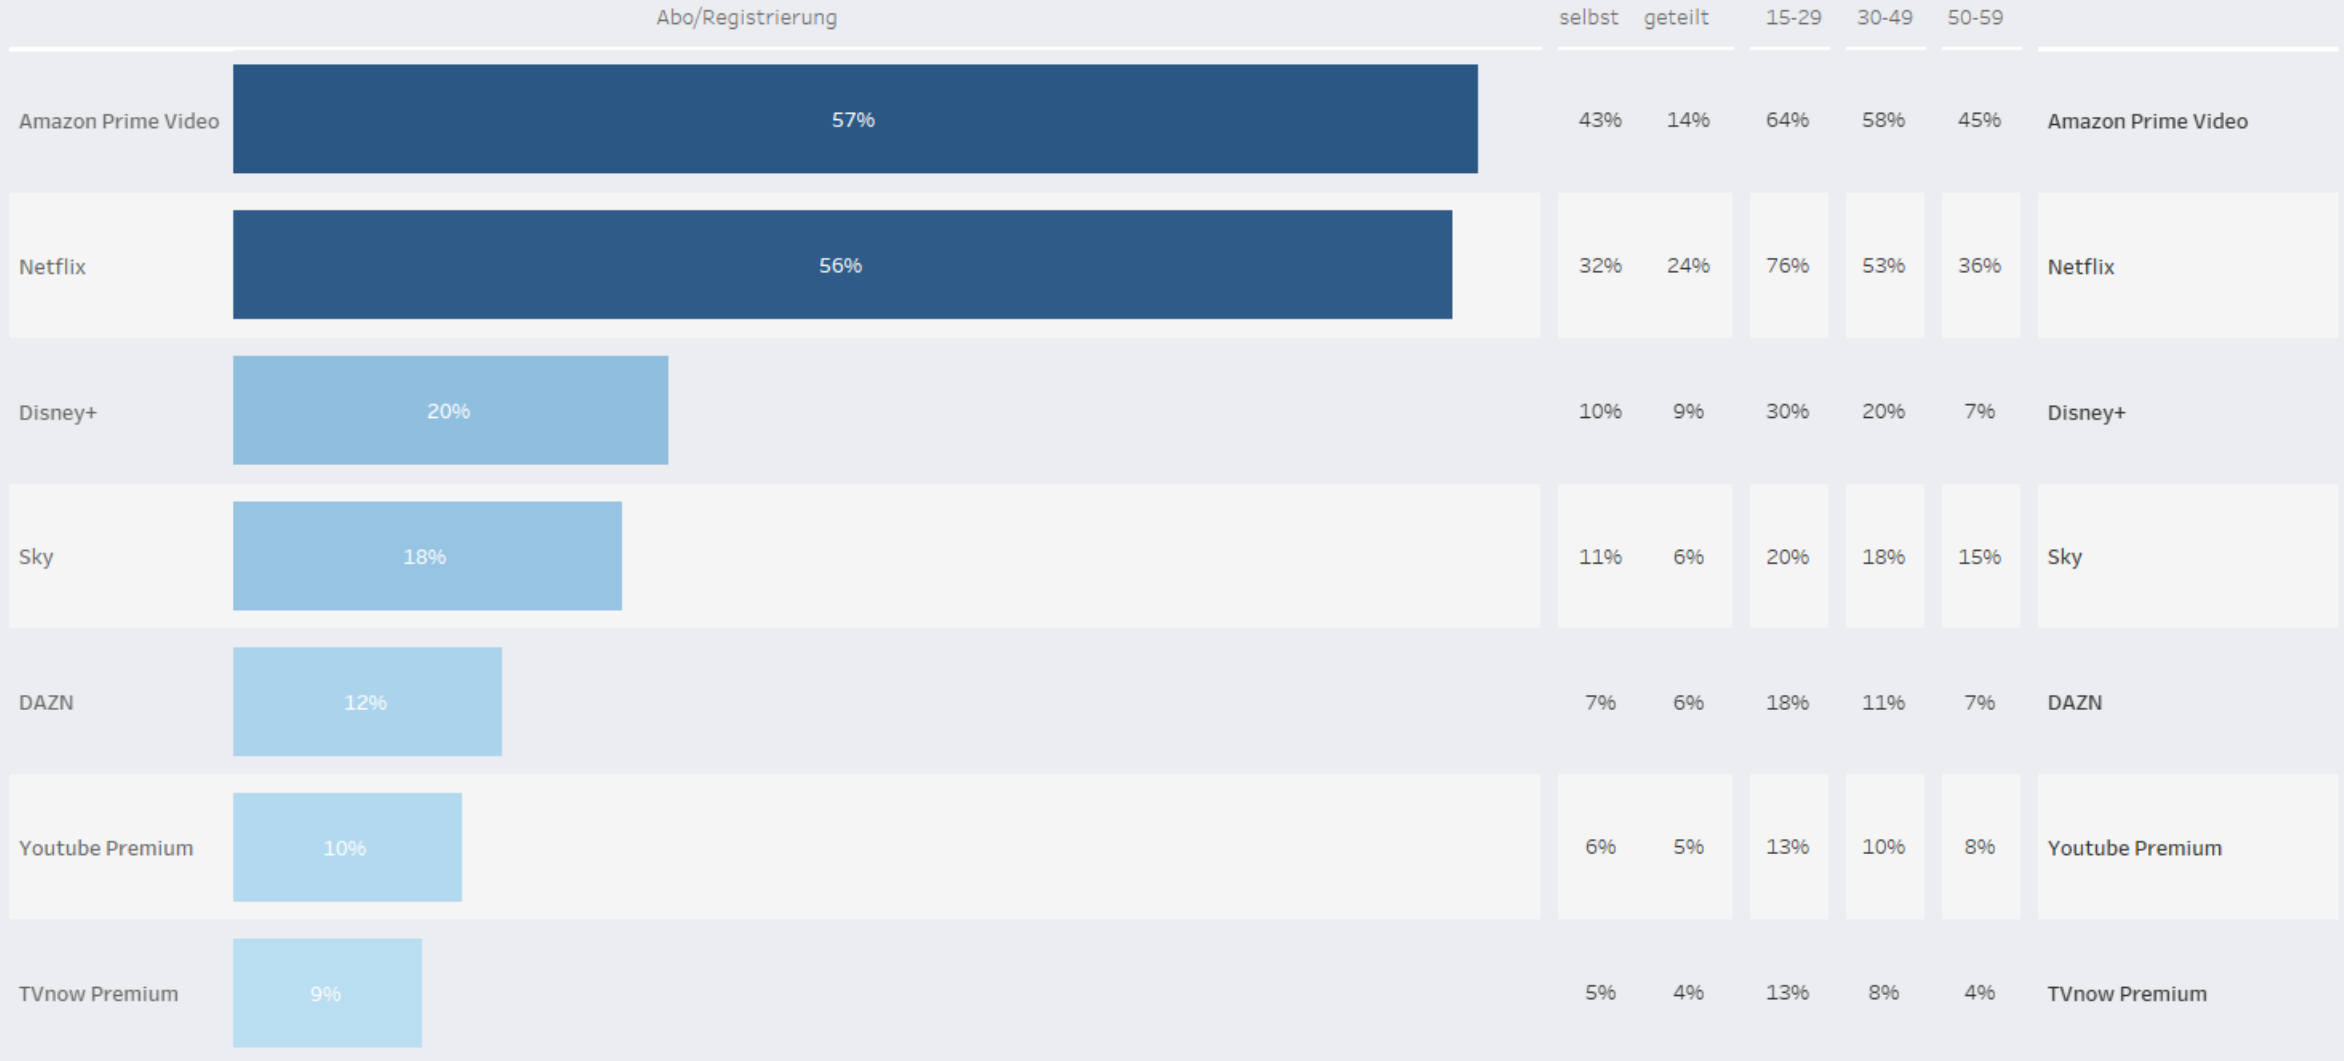 Abo/Registrierung selbst geteilt 15-29 30-49 50-59
Amazon Prime Video 57% 43% 14% 64% 58% 45% Amazon Prime Video
Netflix 56% 32% 24% 76% 53% 36% Netflix
Disney+ 20% 10% 9% 30% 20% 7% Disney+
Sky 18% 11% 6% 20% 18% 15% Sky
DAZN 12% 7% 6% 18% 11% 7% DAZN
Youtube Premium 10% 6% 5% 13% 10% 8% Youtube Premium
TVnow Premium 9% 5% 4% 13% 8% 4% TVnow Premium